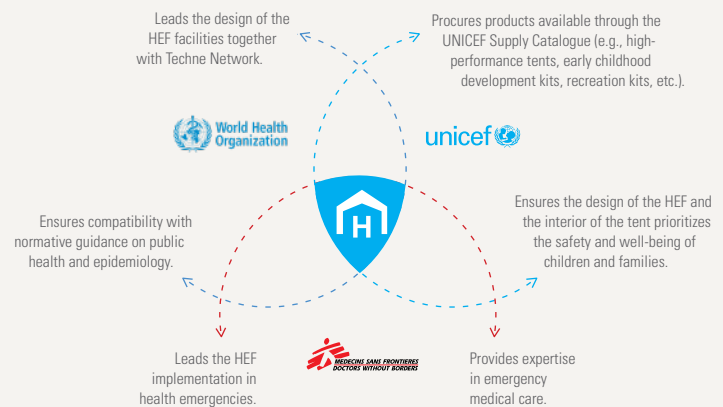 Leads the design of the
HEF facilities together
with Techne Network.
Procures products available through the
UNICEF Supply Catalogue (e.g., high-
performance tents, early childhood
development kits, recreation kits, etc.).
World Health
Organization
unicef
Ensures compatibility with
normative guidance on public
health and epidemiology.
H
Ensures the design of the HEF and
the interior of the tent prioritizes
the safety and well-being of
children and families.
Leads the HEF
implementation in
health emergencies.
MEDECINS SANS FRONTIERES
DOCTORS WITHOUT BORDERS
Provides expertise
in emergency
medical care.